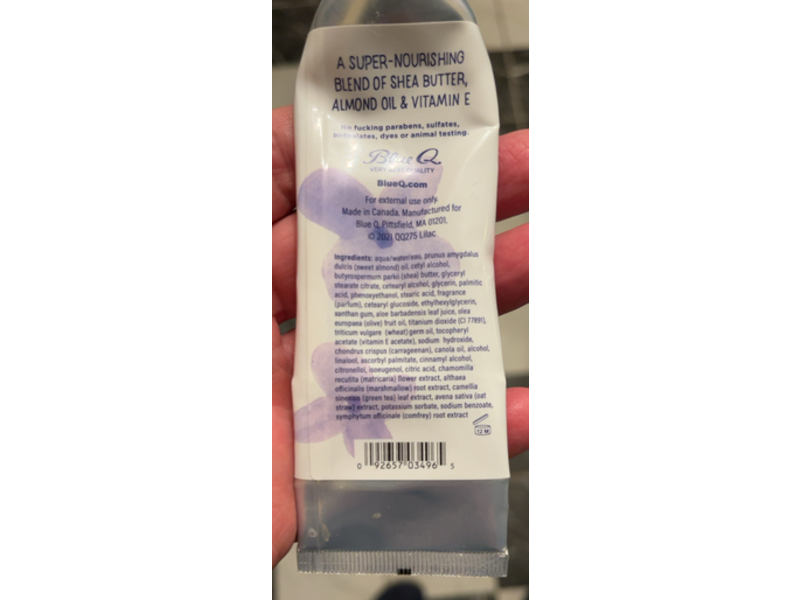 A SUPER-NOURISHING
BLEND OF SHEA BUTTER,
ALMOND OIL & VITAMIN E
No fucking parabens, sulfates,
phthalates, dyes or animal testing.
Blue Q
VERY BEST QUALITY
BlueQ.com
For external use only.
Made in Canada. Manufactured for
Blue Q, Pittsfield, MA 01201.
© 2021 QQ275 Lilac
Ingredients: aqua/water/eau, prunus amygdalus
dulcis (sweet almond) oil, cetyl alcohol,
butyrospermum parkii (shea) butter, glyceryl
stearate citrate, cetearyl alcohol, glycerin, palmitic
acid, phenoxyethanol, stearic acid, fragrance
(parfum), cetearyl glucoside, ethylhexylglycerin,
xanthan gum, aloe barbadensis leaf juice, olea
europaea (olive) fruit oil, titanium dioxide (CI 77891),
triticum vulgare (wheat) germ oil, tocopheryl
acetate (vitamin E acetate), sodium hydroxide,
chondrus crispus (carrageenan), canola oil, alcohol,
linalool, ascorbyl palmitate, cinnamyl alcohol,
citronellol, isoeugenol, citric acid, chamomilla
recutita (matricaria) flower extract, althaea
officinalis (marshmallow) root extract, camellia
sinensis (green tea) leaf extract, avena sativa (oat
straw) extract, potassium sorbate, sodium benzoate,
symphytum officinale (comfrey) root extract
12 M
0 92657 03496 5